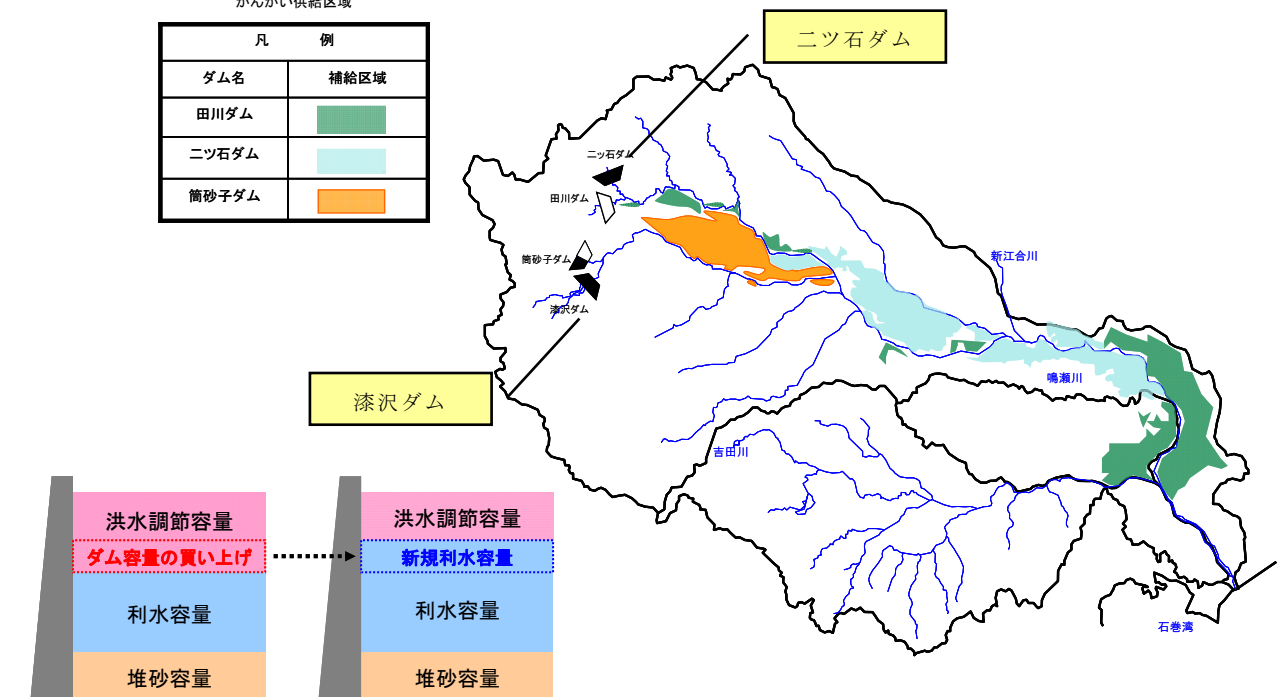 かんがい供給区域
凡　　　例
ダム名　補給区域
田川ダム
二ツ石ダム
筒砂子ダム
二ツ石ダム
二ッ石ダム
田川ダム
筒砂子ダム
漆沢ダム
漆沢ダム
新江合川
鳴瀬川
吉田川
石巻湾
洪水調節容量
ダム容量の買い上げ
利水容量
堆砂容量
洪水調節容量
新規利水容量
利水容量
堆砂容量